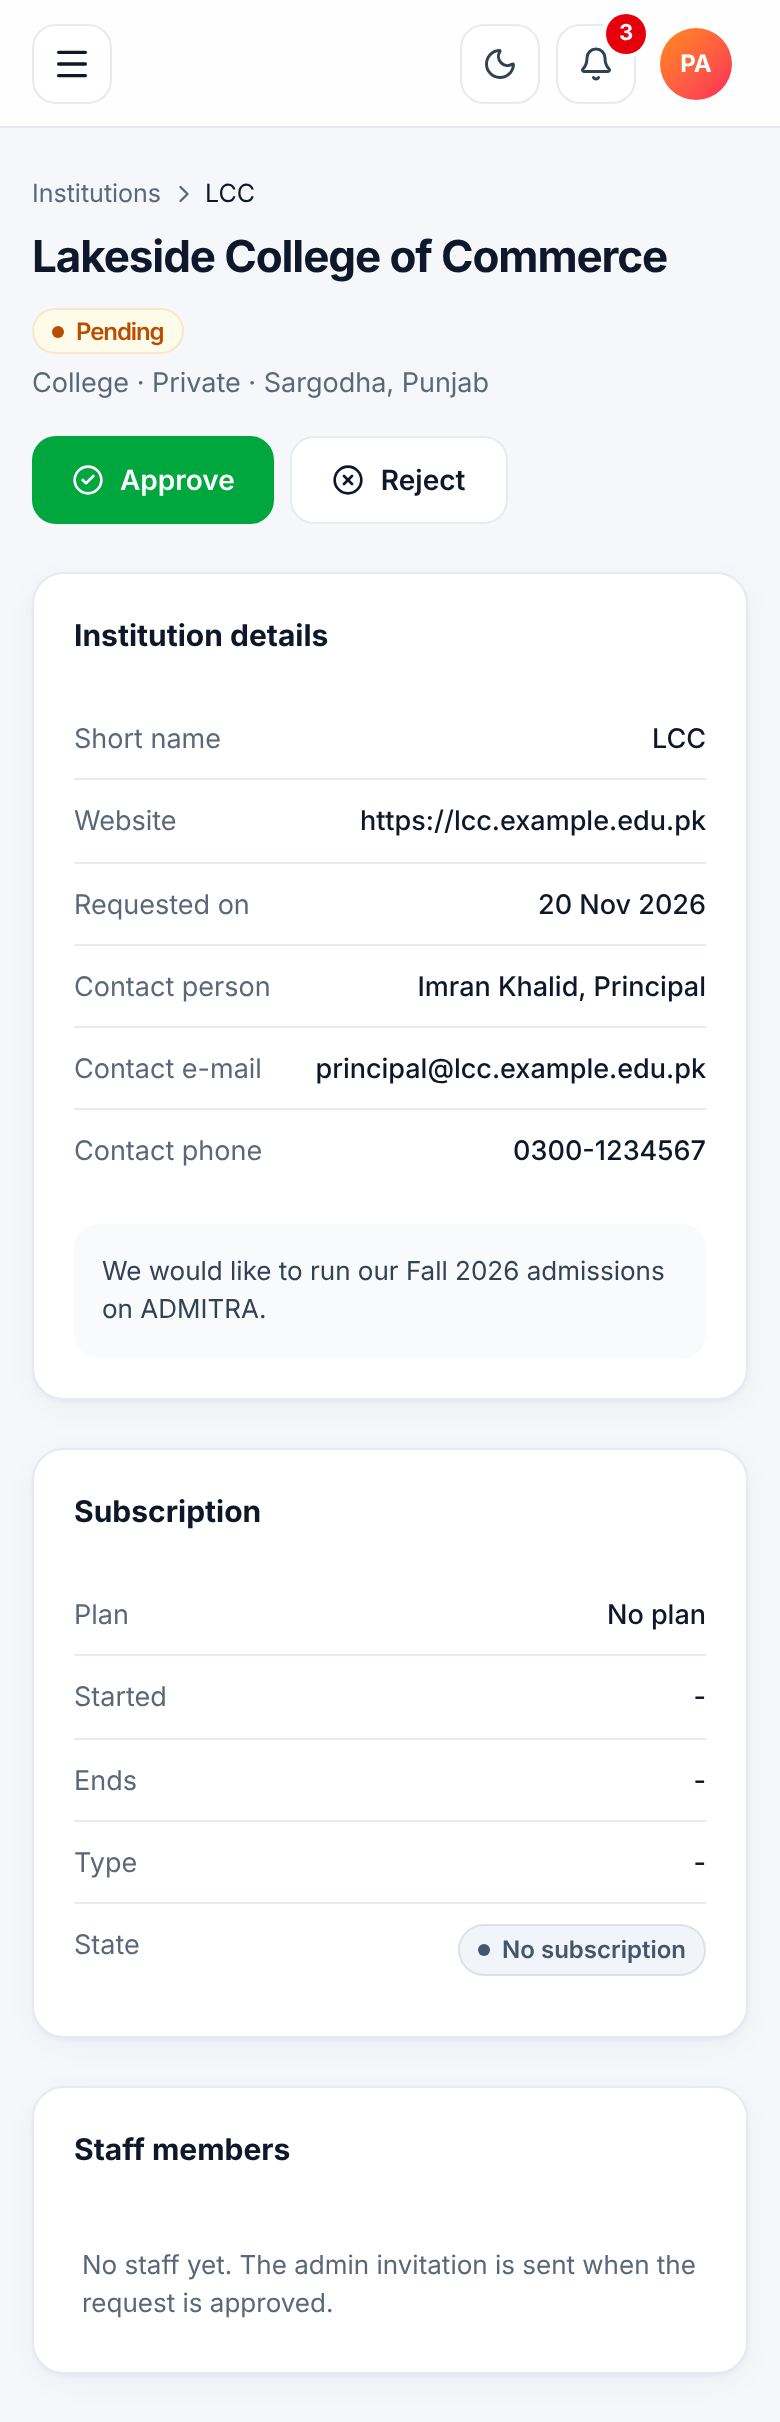 3
PA
Institutions > LCC
Lakeside College of Commerce
Pending
College · Private · Sargodha, Punjab
Approve
Reject
Institution details
Short name LCC
Website https://lcc.example.edu.pk
Requested on 20 Nov 2026
Contact person Imran Khalid, Principal
Contact e-mail principal@lcc.example.edu.pk
Contact phone 0300-1234567
We would like to run our Fall 2026 admissions
on ADMITRA.
Subscription
Plan No plan
Started -
Ends -
Type -
State No subscription
Staff members
No staff yet. The admin invitation is sent when the
request is approved.